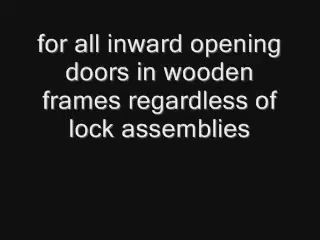 for all inward opening
doors in wooden
frames regardless of
lock assemblies